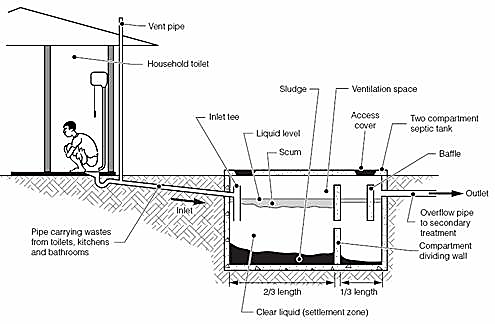 Vent pipe
Household toilet
Sludge
Ventilation space
Inlet tee
Liquid level
Scum
Access
cover
Two compartment
septic tank
Baffle
Outlet
Inlet
Overflow pipe
to secondary
treatment
Pipe carrying wastes
from toilets, kitchens
and bathrooms
Compartment
dividing wall
2/3 length
1/3 length
Clear liquid (settlement zone)